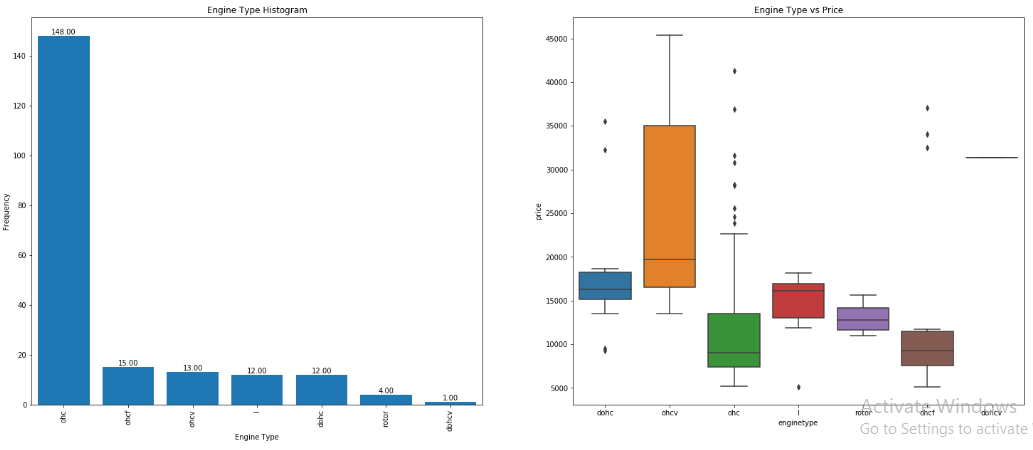 Engine Type Histogram
148.00
140
120
100
80
60
40
20
0
15.00
13.00
12.00
12.00
4.00
1.00
Frequency
ohc
ohcf
ohcv
l
dohc
rotor
dohcv
Engine Type
Engine Type vs Price
45000
40000
35000
30000
25000
20000
15000
10000
5000
price
dohc
ohcv
ohc
l
rotor
ohcf
dohcv
enginetype
Activate Windows
Go to Settings to activate